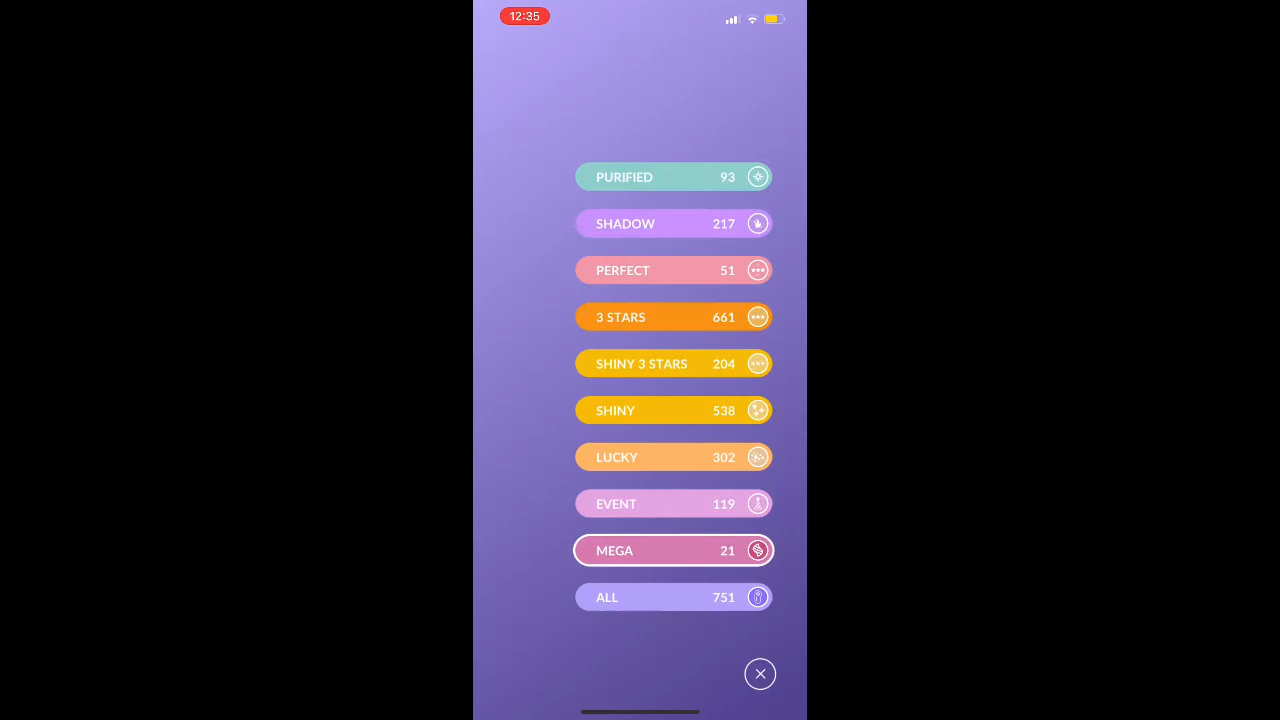 12:35
PURIFIED 93
SHADOW 217
PERFECT 51
3 STARS 661
SHINY 3 STARS 204
SHINY 538
LUCKY 302
EVENT 119
MEGA 21
ALL 751